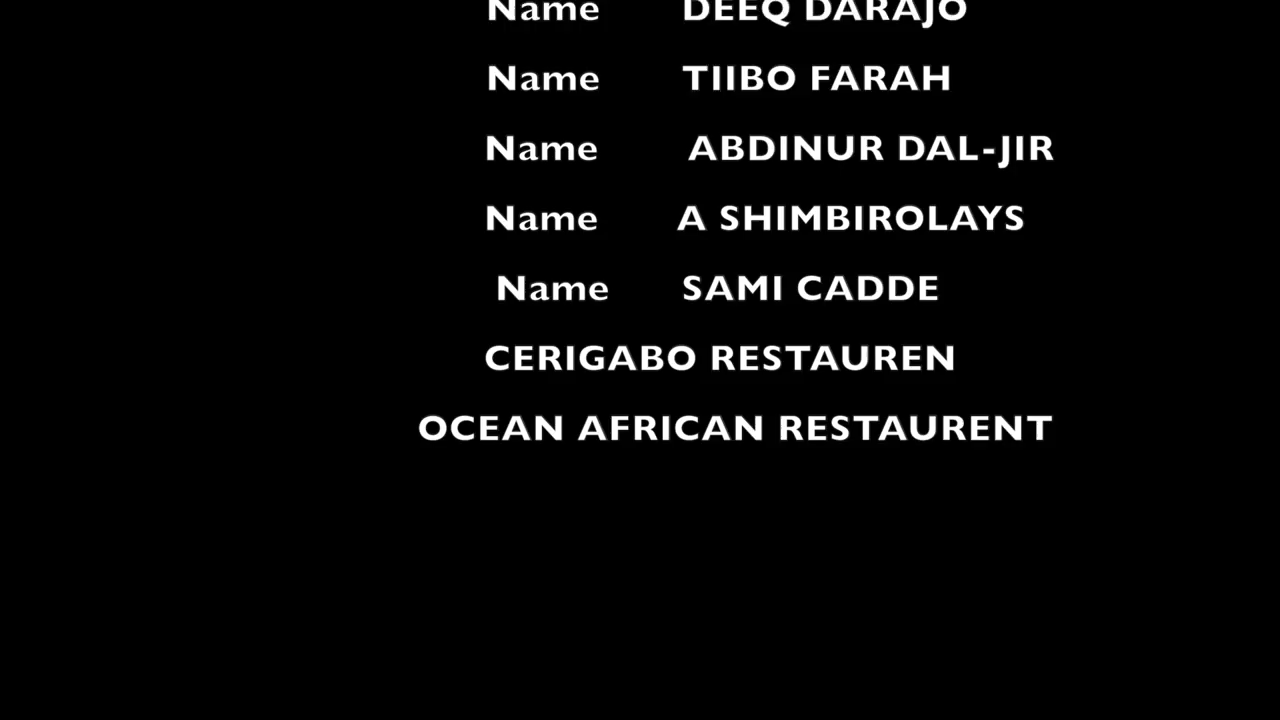 Name DEEQ DARAJO
Name TIIBO FARAH
Name ABDINUR DAL-JIR
Name A SHIMBIROLAYS
Name SAMI CADDE
CERIGABO RESTAUREN
OCEAN AFRICAN RESTAURENT